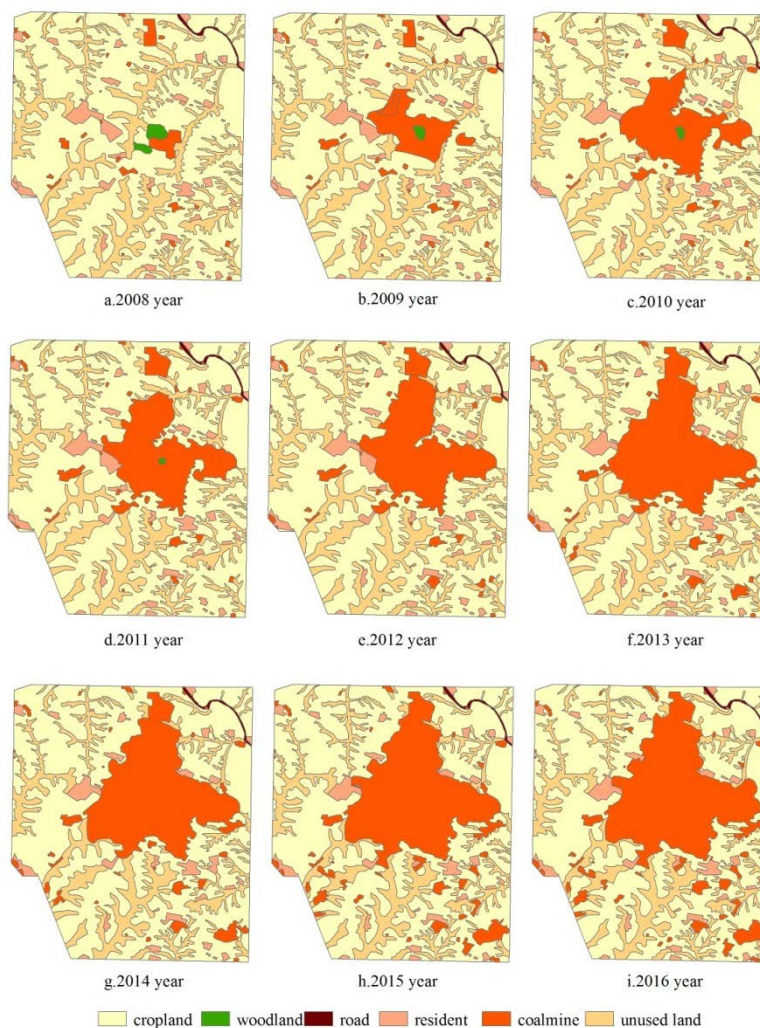 a.2008 year
b.2009 year
c.2010 year
d.2011 year
e.2012 year
f.2013 year
g.2014 year
h.2015 year
i.2016 year
cropland woodland road resident coalmine unused land